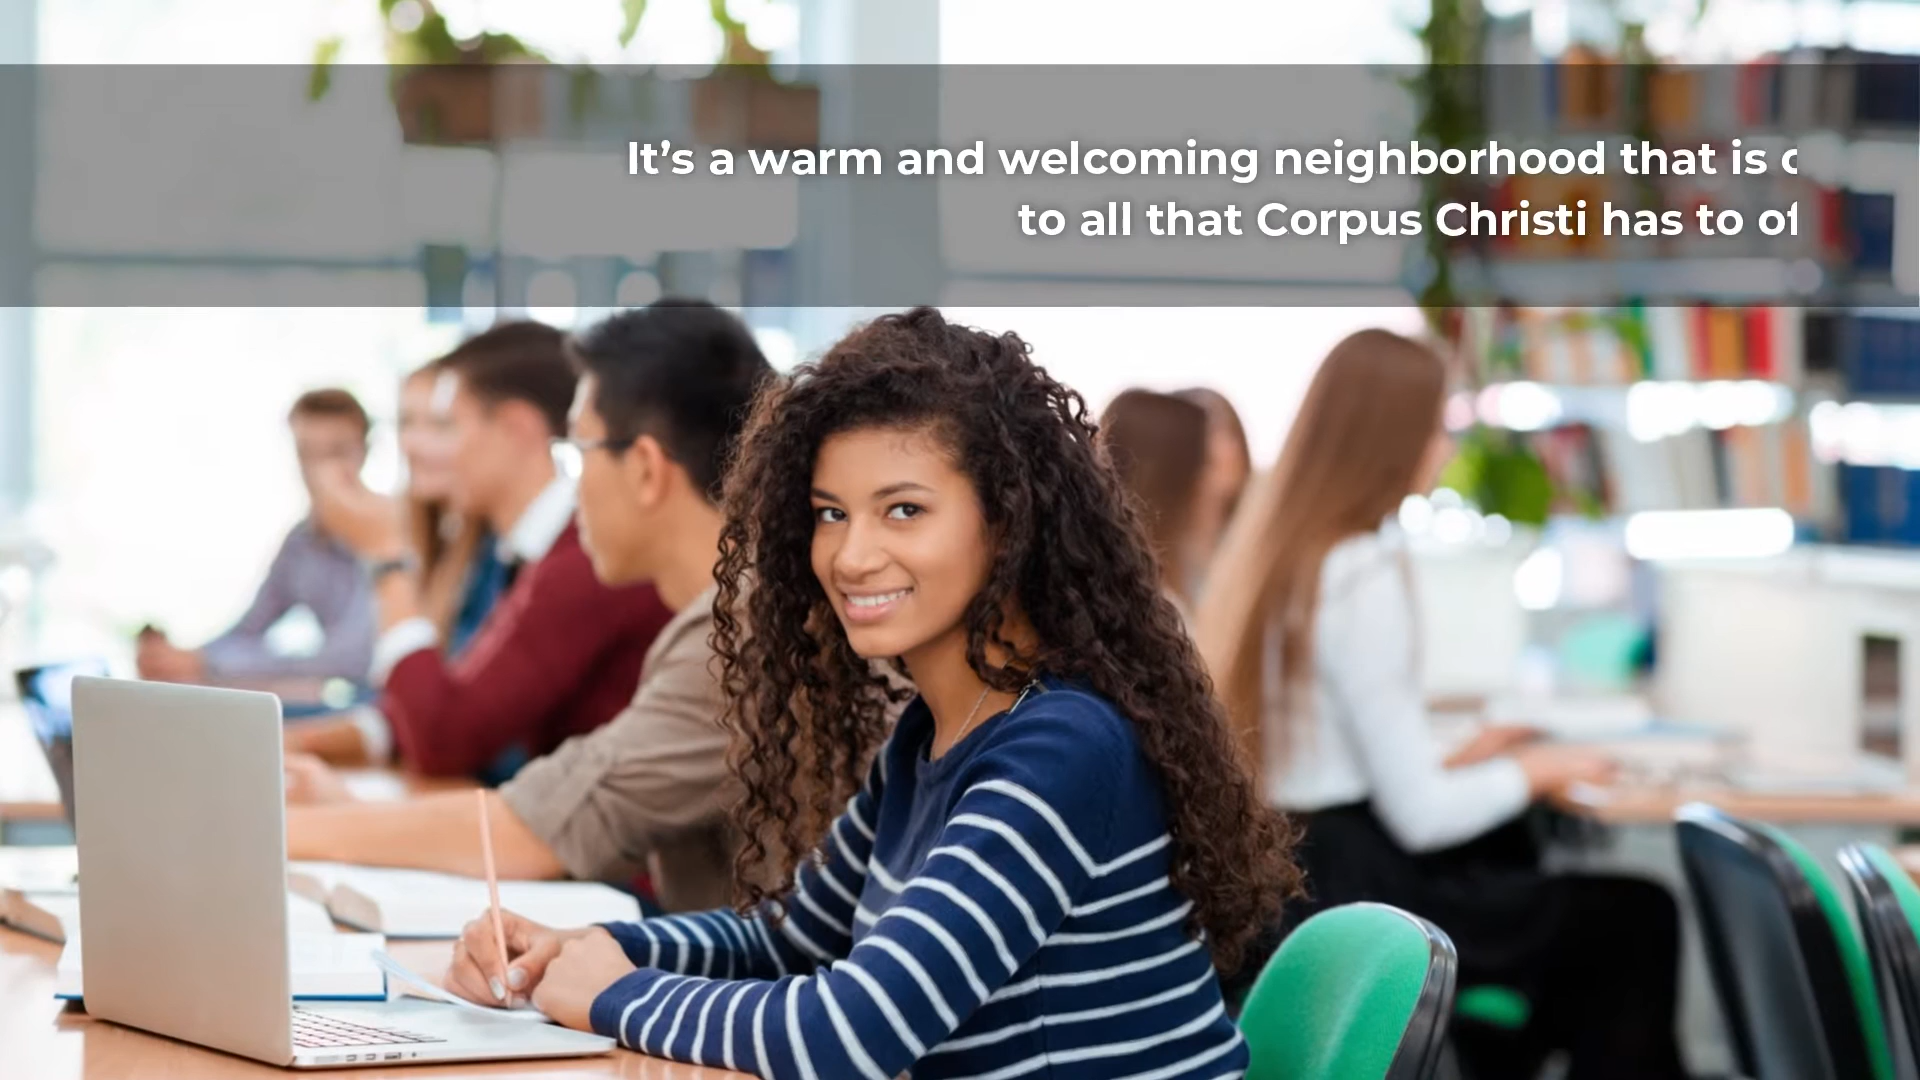 It’s a warm and welcoming neighborhood that is
to all that Corpus Christi has to